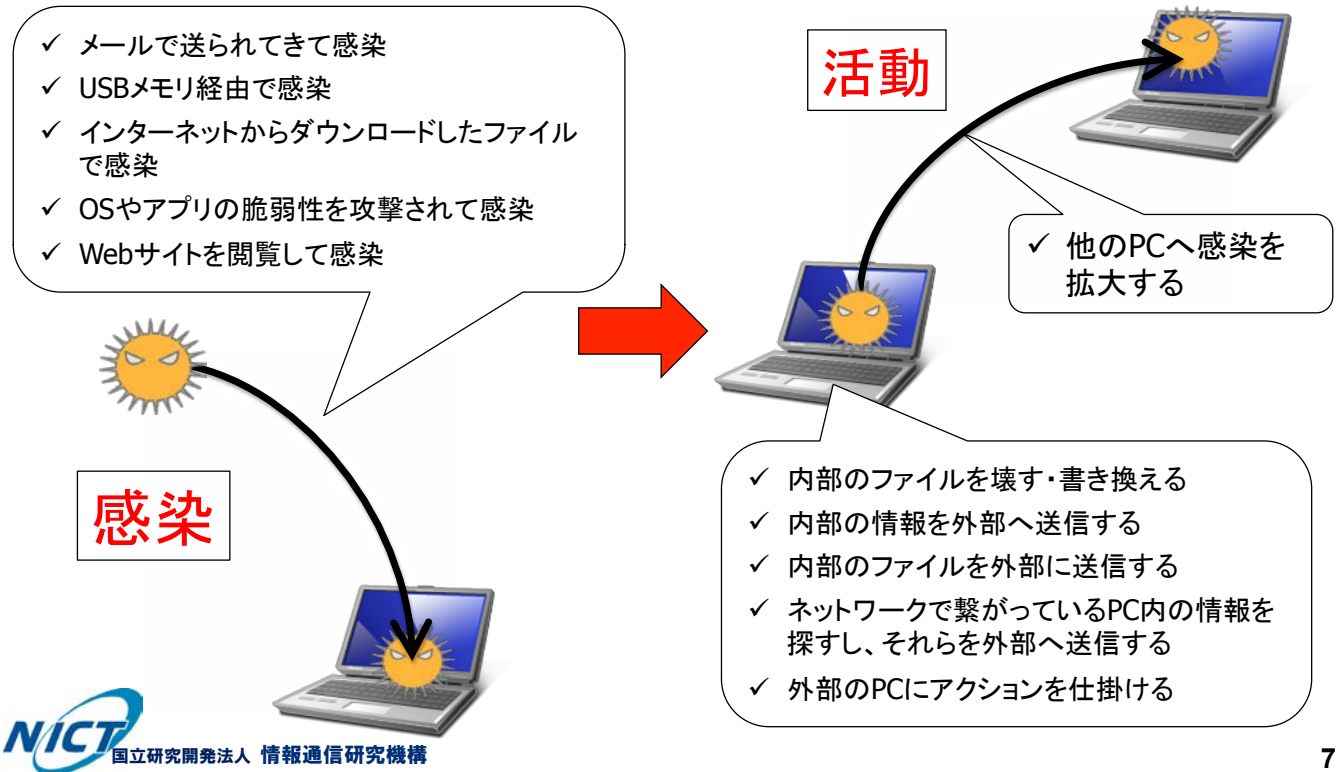 ✓ メールで送られてきて感染
✓ USBメモリ経由で感染
✓ インターネットからダウンロードしたファイル
で感染
✓ OSやアプリの脆弱性を攻撃されて感染
✓ Webサイトを閲覧して感染
感染
活動
✓ 他のPCへ感染を
拡大する
✓ 内部のファイルを壊す・書き換える
✓ 内部の情報を外部へ送信する
✓ 内部のファイルを外部に送信する
✓ ネットワークで繋がっているPC内の情報を
探すし、それらを外部へ送信する
✓ 外部のPCにアクションを仕掛ける
NICT
国立研究開発法人 情報通信研究機構
7